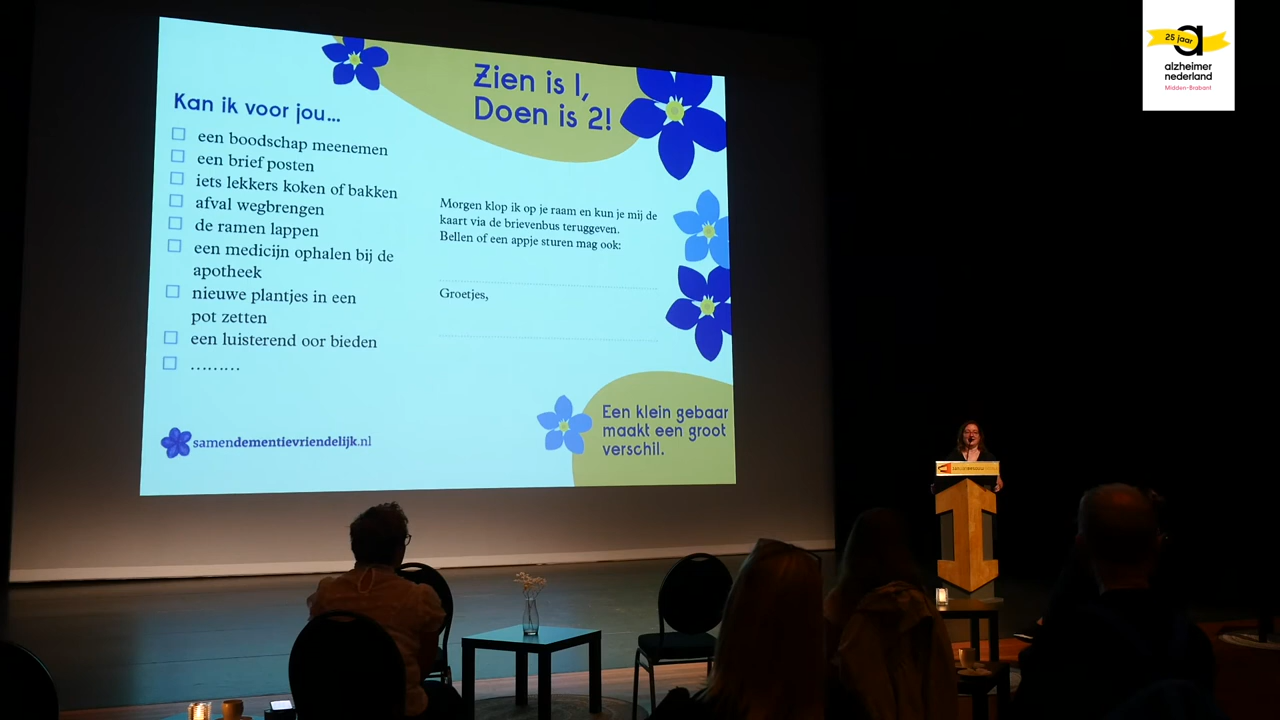 25 jaar
alzheimer
nederland
Midden-Brabant
Zien is 1,
Doen is 2!
Kan ik voor jou...
een boodschap meenemen
een brief posten
iets lekkers koken of bakken
afval wegbrengen
de ramen lappen
een medicijn ophalen bij de
apotheek
nieuwe plantjes in een
pot zetten
een luisterend oor bieden
.........
Morgen klop ik op je raam en kun je mij de
kaart via de brievenbus teruggeven.
Bellen of een appje sturen mag ook:
Groetjes,
Een klein gebaar
maakt een groot
verschil.
samendementievriendelijk.nl